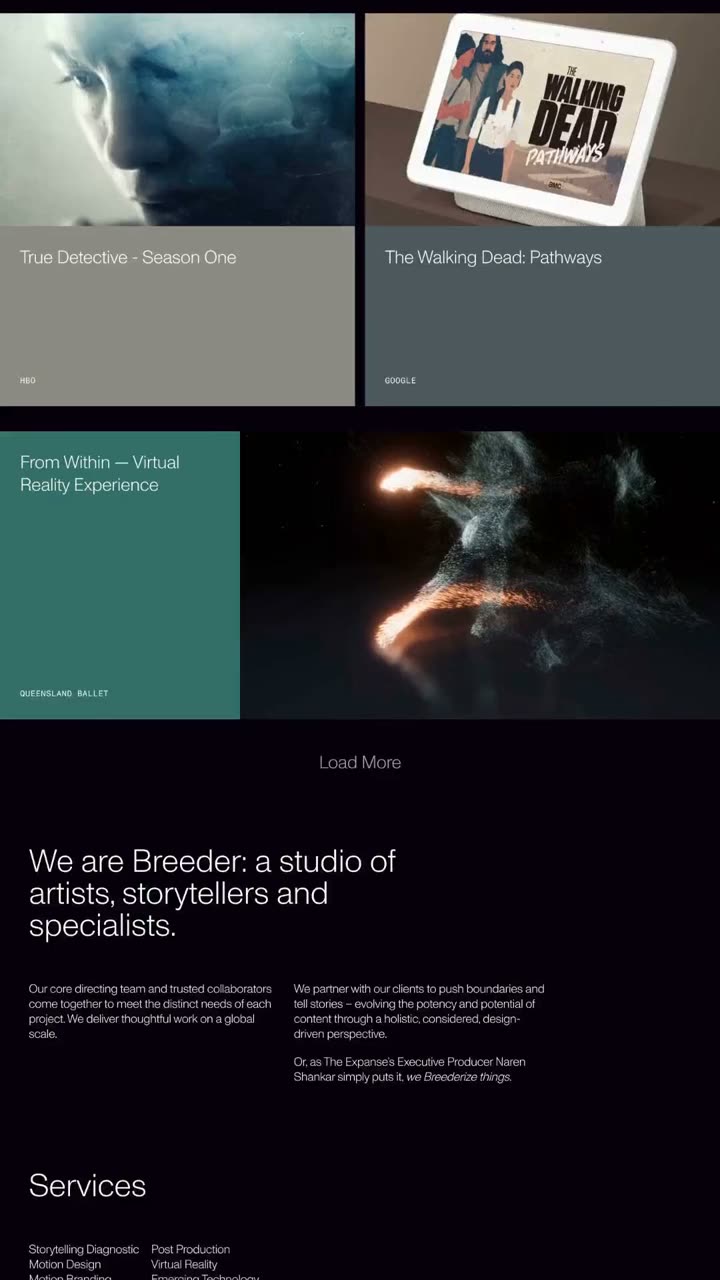 THE
WALKING
DEAD
PATHWAYS
AMC
True Detective - Season One
The Walking Dead: Pathways
HBO
GOOGLE
From Within — Virtual
Reality Experience
QUEENSLAND BALLET
Load More
We are Breeder: a studio of
artists, storytellers and
specialists.
Our core directing team and trusted collaborators
come together to meet the distinct needs of each
project. We deliver thoughtful work on a global
scale.
We partner with our clients to push boundaries and
tell stories – evolving the potency and potential of
content through a holistic, considered, design-
driven perspective.
Or, as The Expanse's Executive Producer Naren
Shankar simply puts it, we Breederize things.
Services
Storytelling Diagnostic
Motion Design
Motion Branding
Post Production
Virtual Reality
Emerging Technology